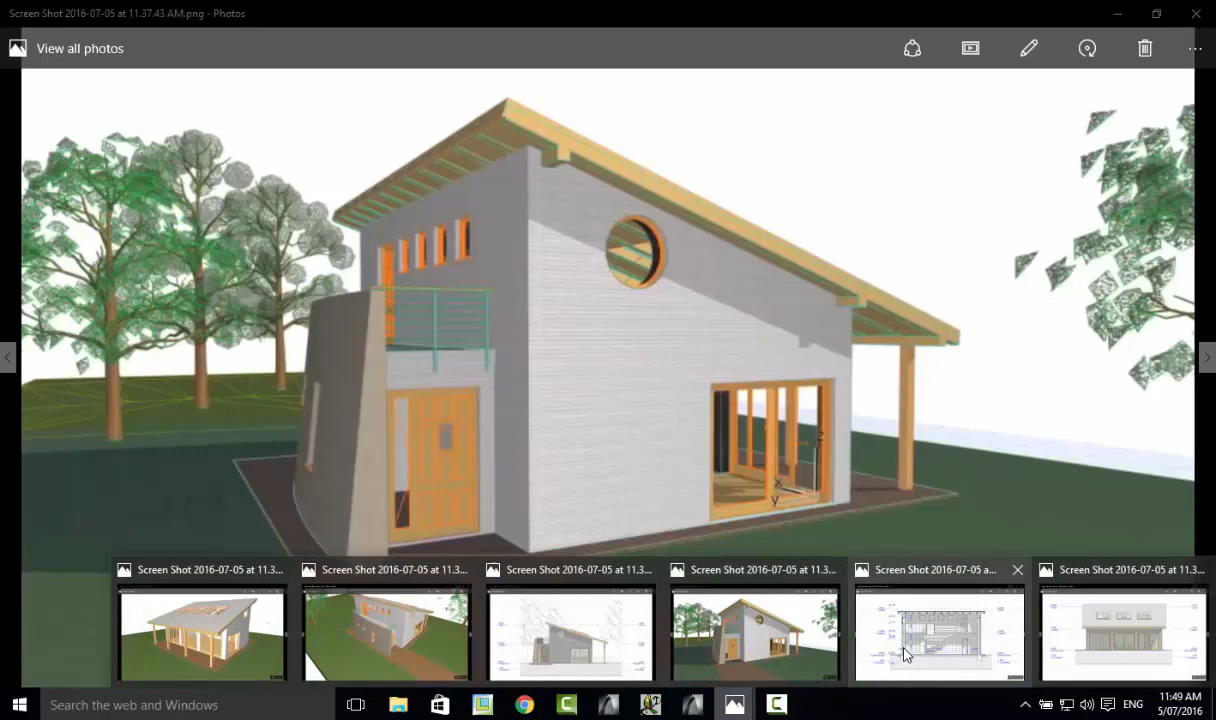 Screen Shot 2016-07-05 at 11.37.43 AM.png - Photos
View all photos
z
x
y
Screen Shot 2016-07-05 at 11.3...
Screen Shot 2016-07-05 at 11.3...
Screen Shot 2016-07-05 at 11.3...
Screen Shot 2016-07-05 at 11.3...
Screen Shot 2016-07-05 a...
Screen Shot 2016-07-05 at 11.3...
Search the web and Windows
ENG
11:49 AM
5/07/2016